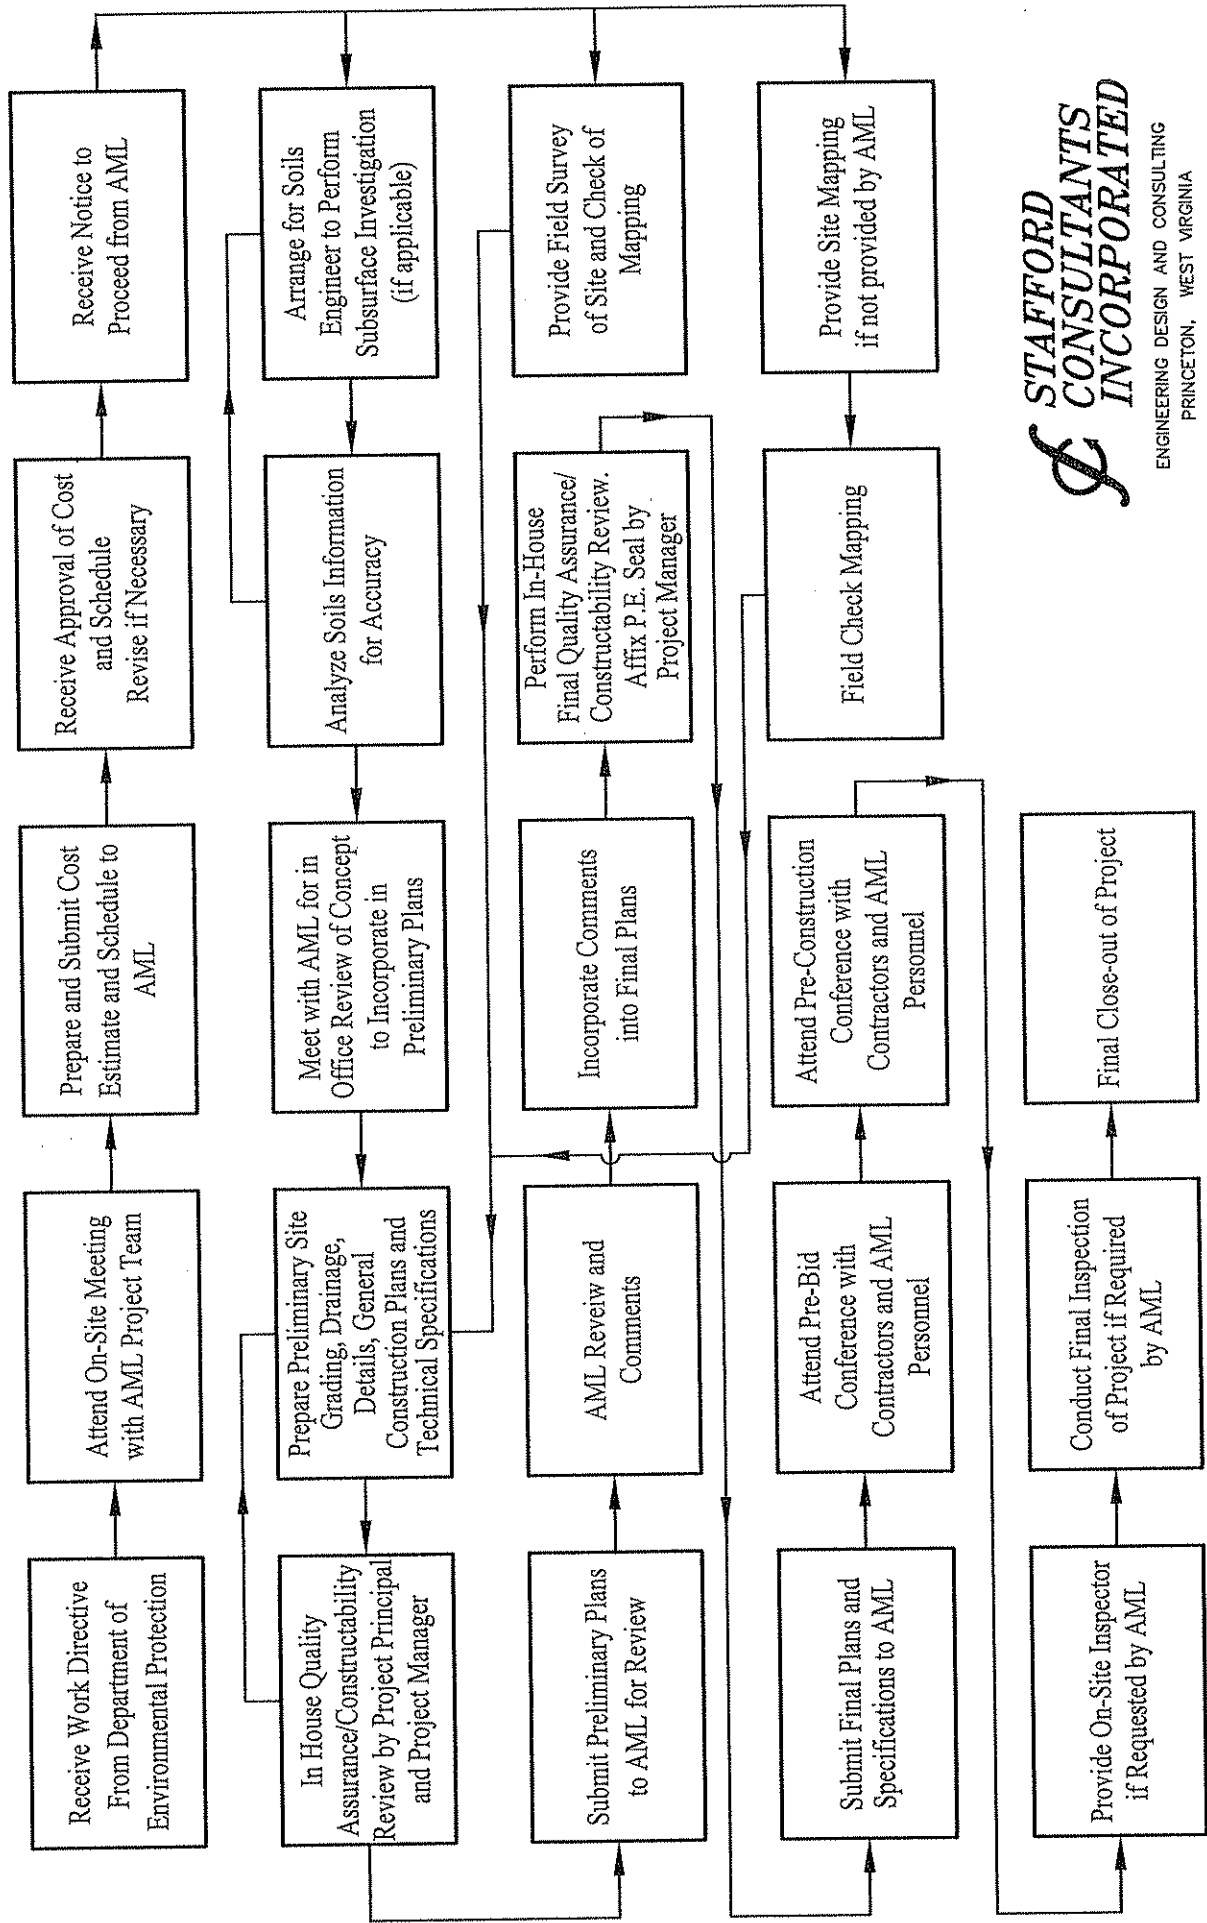 Receive Work Directive
From Department of
Environmental Protection
Attend On-Site Meeting
with AML Project Team
Prepare and Submit Cost
Estimate and Schedule to
AML
Receive Approval of Cost
and Schedule
Revise if Necessary
Receive Notice to
Proceed from AML
Arrange for Soils
Engineer to Perform
Subsurface Investigation
(if applicable)
Analyze Soils Information
for Accuracy
Meet with AML for in
Office Review of Concept
to Incorporate in
Preliminary Plans
Prepare Preliminary Site
Grading, Drainage,
Details, General
Construction Plans and
Technical Specifications
In House Quality
Assurance/Constructability
Review by Project Principal
and Project Manager
Provide Field Survey
of Site and Check of
Mapping
Submit Preliminary Plans
to AML for Review
AML Reveiw and
Comments
Incorporate Comments
into Final Plans
Perform In-House
Final Quality Assurance/
Constructability Review.
Affix P.E. Seal by
Project Manager
Provide Site Mapping
if not provided by AML
Field Check Mapping
Submit Final Plans and
Specifications to AML
Attend Pre-Bid
Conference with
Contractors and AML
Personnel
Attend Pre-Construction
Conference with
Contractors and AML
Personnel
Provide On-Site Inspector
if Requested by AML
Conduct Final Inspection
of Project if Required
by AML
Final Close-out of Project
STAFFORD
CONSULTANTS
INCORPORATED
ENGINEERING DESIGN AND CONSULTING
PRINCETON, WEST VIRGINIA